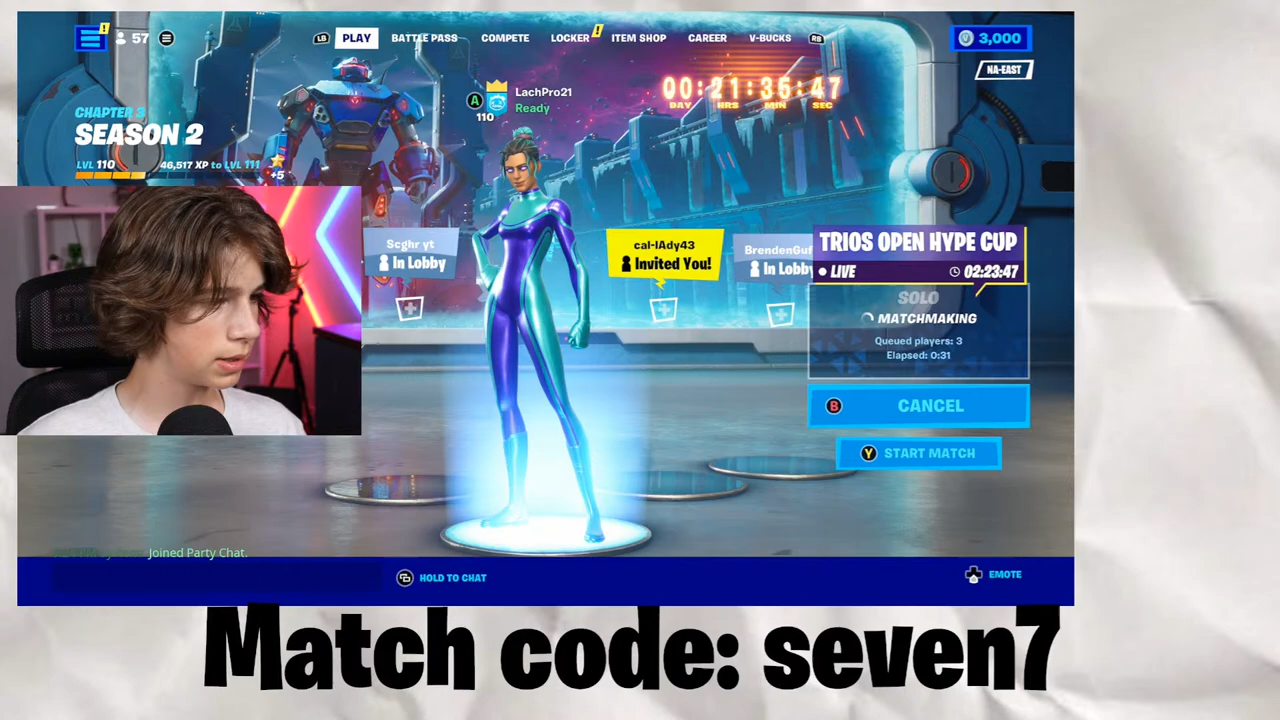 ! 57
LB PLAY BATTLE PASS COMPETE LOCKER ! ITEM SHOP CAREER V-BUCKS RB
3,000
NA-EAST
CHAPTER 3
SEASON 2
LVL 110 46,517 XP to LVL 111
+5
A LachPro21
Ready
110
00:21:35:47
DAY HRS MIN SEC
Scghr yt
In Lobby
cal-lAdy43
Invited You!
BrendenGuf
In Lobby
TRIOS OPEN HYPE CUP
LIVE 02:23:47
SOLO
MATCHMAKING
Queued players: 3
Elapsed: 0:31
B CANCEL
Y START MATCH
Joined Party Chat.
HOLD TO CHAT
EMOTE
Match code: seven7